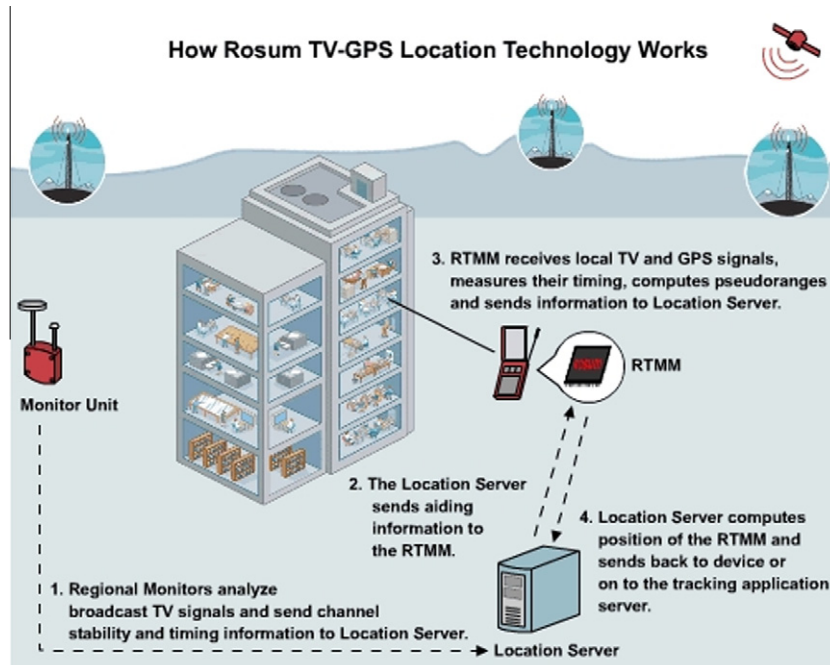 How Rosum TV-GPS Location Technology Works
3. RTMM receives local TV and GPS signals,
measures their timing, computes pseudoranges
and sends information to Location Server.
ROSUM
RTMM
Monitor Unit
2. The Location Server
sends aiding
information to
the RTMM.
4. Location Server computes
position of the RTMM and
sends back to device or
on to the tracking application
server.
1. Regional Monitors analyze
broadcast TV signals and send channel
stability and timing information to Location Server.
Location Server